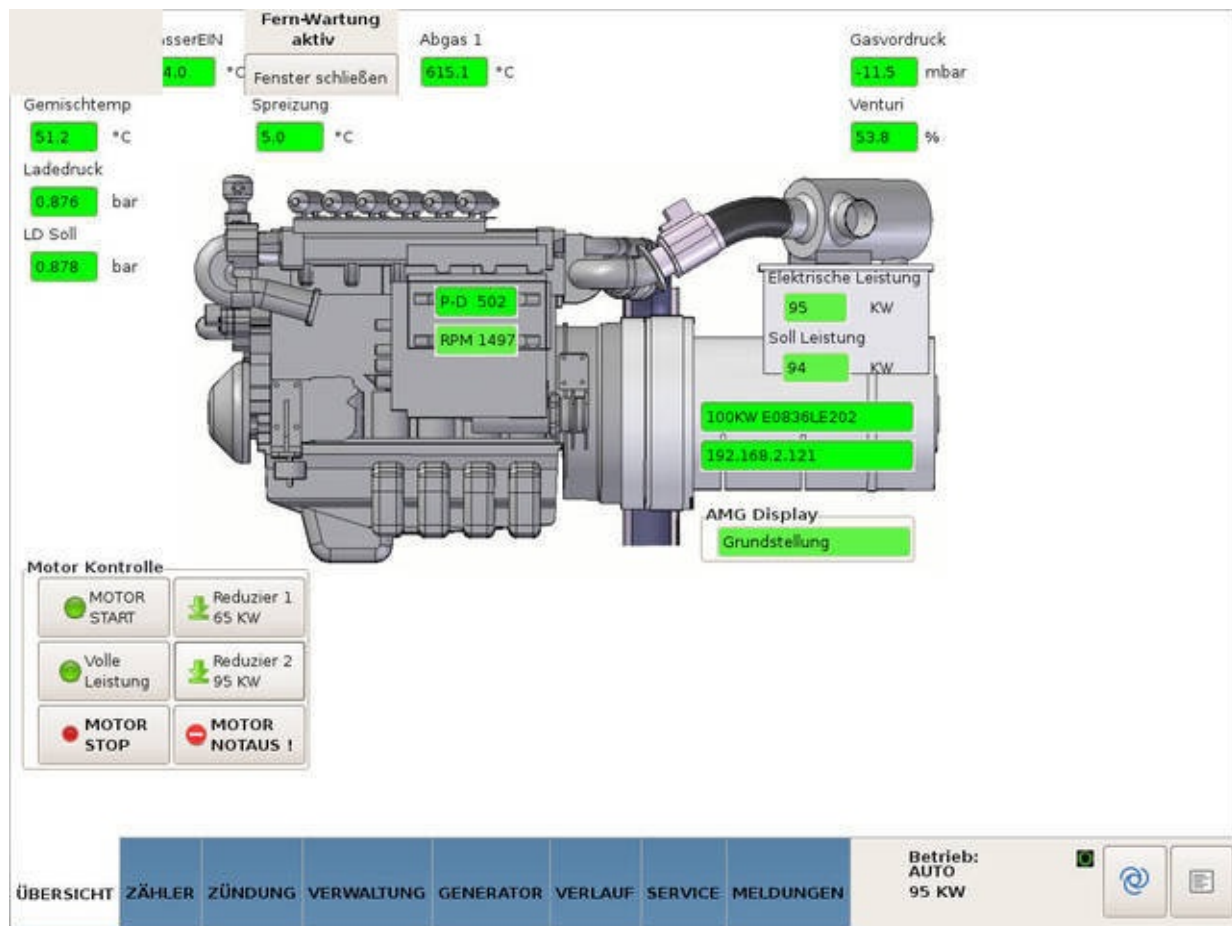 Fern-Wartung
aktiv
Fenster schließen
asserEIN
4.0 °C
Abgas 1
615.1 °C
Gasvordruck
-11.5 mbar
Gemischtemp
51.2 °C
Spreizung
5.0 °C
Venturi
53.8 %
Ladedruck
0.876 bar
LD Soll
0.878 bar
P-D 502
RPM 1497
Elektrische Leistung
95 KW
Soll Leistung
94 KW
100KW E0836LE202
192.168.2.121
AMG Display
Grundstellung
Motor Kontrolle
MOTOR
START
Reduzier 1
65 KW
Volle
Leistung
Reduzier 2
95 KW
MOTOR
STOP
MOTOR
NOTAUS !
ÜBERSICHT ZÄHLER ZÜNDUNG VERWALTUNG GENERATOR VERLAUF SERVICE MELDUNGEN
Betrieb:
AUTO
95 KW